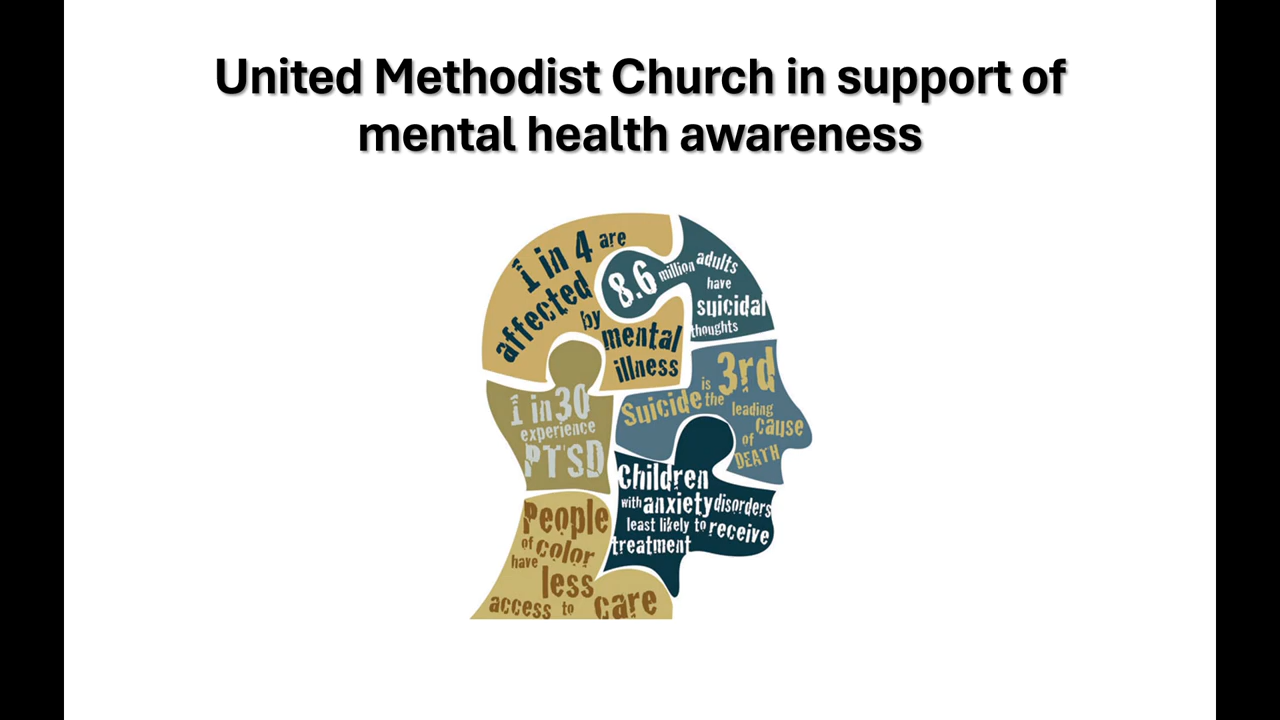 United Methodist Church in support of
mental health awareness
1 in 4 are
affected
by
mental
illness
8.6 million adults
have
suicidal
thoughts
1 in 30
experience
PTSD
Suicide is the 3rd
leading
cause
of
DEATH
Children
with anxiety disorders
least likely to receive
treatment
People
of color
have
less
access to care